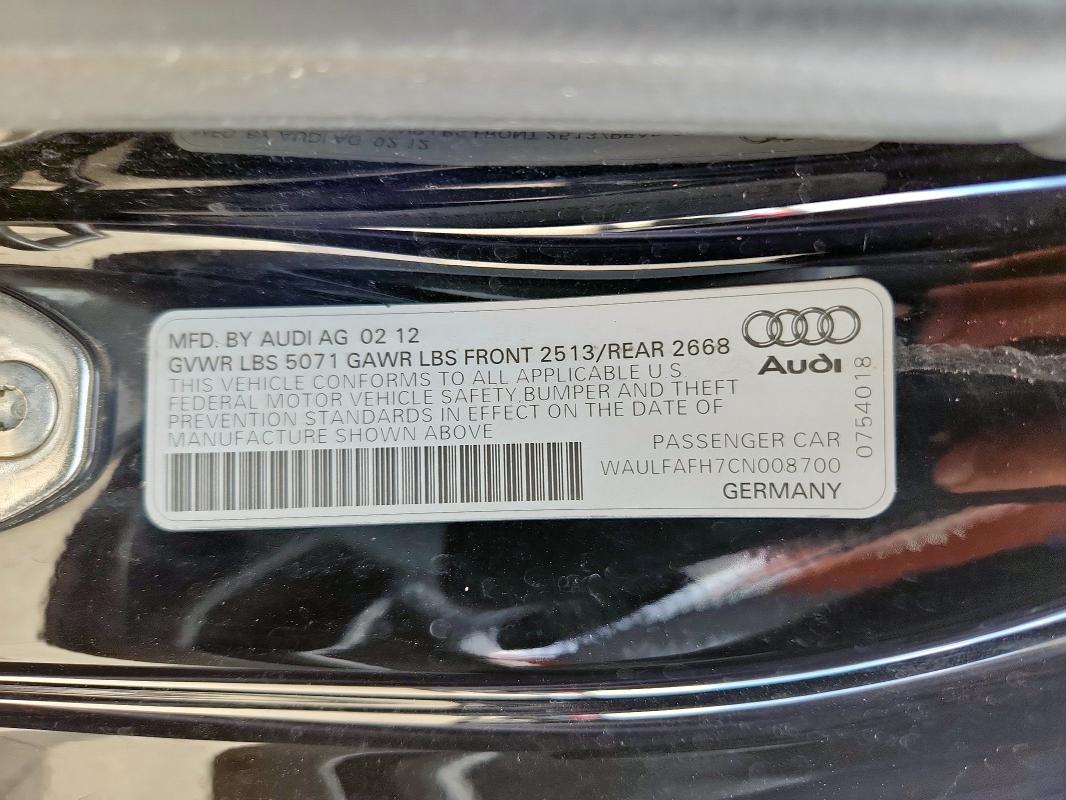 MFD. BY AUDI AG 02 12
GVWR LBS 5071 GAWR LBS FRONT 2513/REAR 2668
THIS VEHICLE CONFORMS TO ALL APPLICABLE U.S.
FEDERAL MOTOR VEHICLE SAFETY,BUMPER AND THEFT
PREVENTION STANDARDS IN EFFECT ON THE DATE OF
MANUFACTURE SHOWN ABOVE
Audi
PASSENGER CAR
WAULFAFH7CN008700
GERMANY
0754018